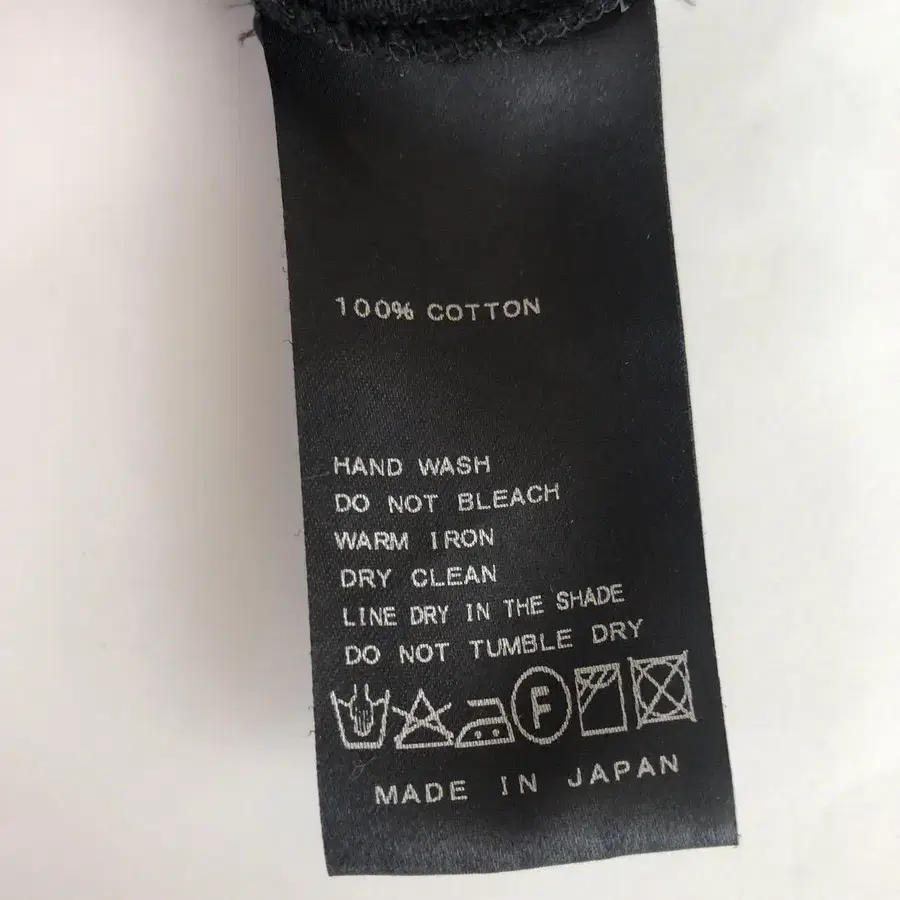 100% COTTON
HAND WASH
DO NOT BLEACH
WARM IRON
DRY CLEAN
LINE DRY IN THE SHADE
DO NOT TUMBLE DRY
F
MADE IN JAPAN